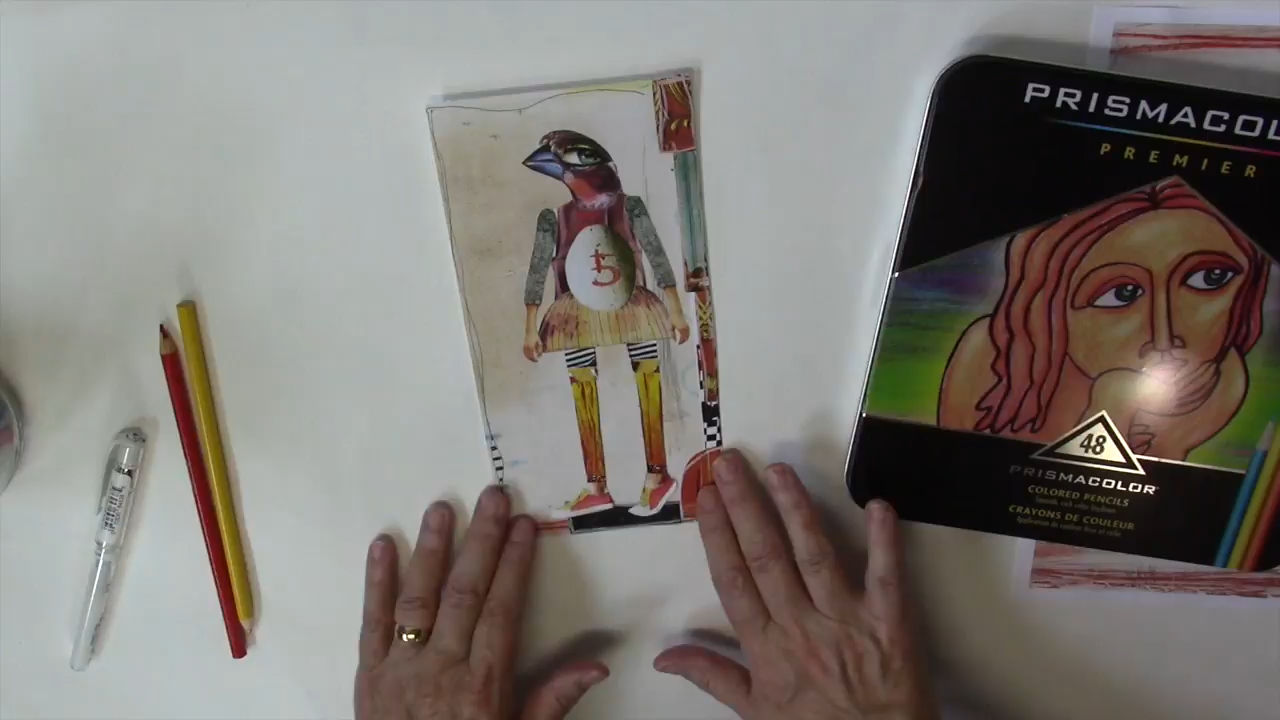 PRISMACOL
PREMIER
5
48
PRISMACOLOR
COLORED PENCILS
CRAYONS DE COULEUR